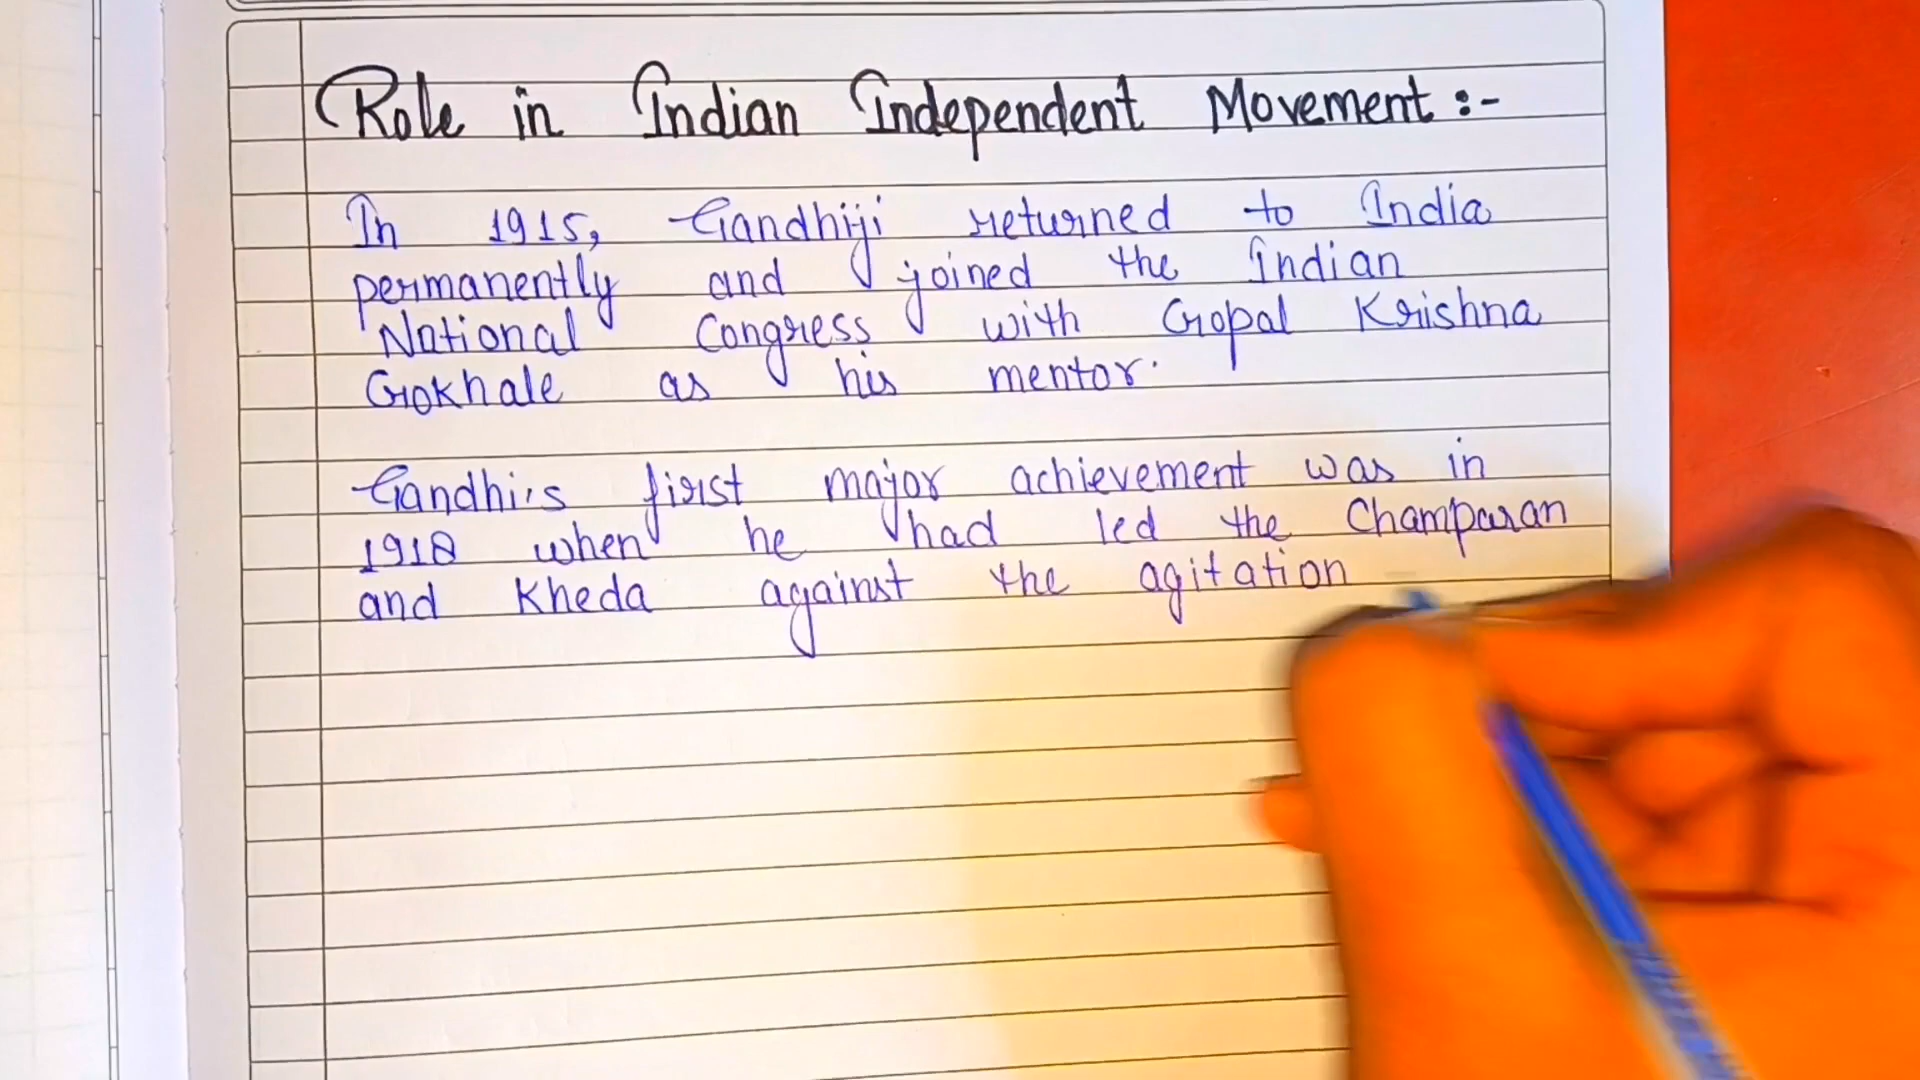 Role in Indian Independent Movement :-
In 1915, Gandhiji returned to India
permanently and joined the Indian
National Congress with Gopal Krishna
Gokhale as his mentor.
Gandhi's first major achievement was in
1918 when he had led the Champaran
and Kheda against the agitation